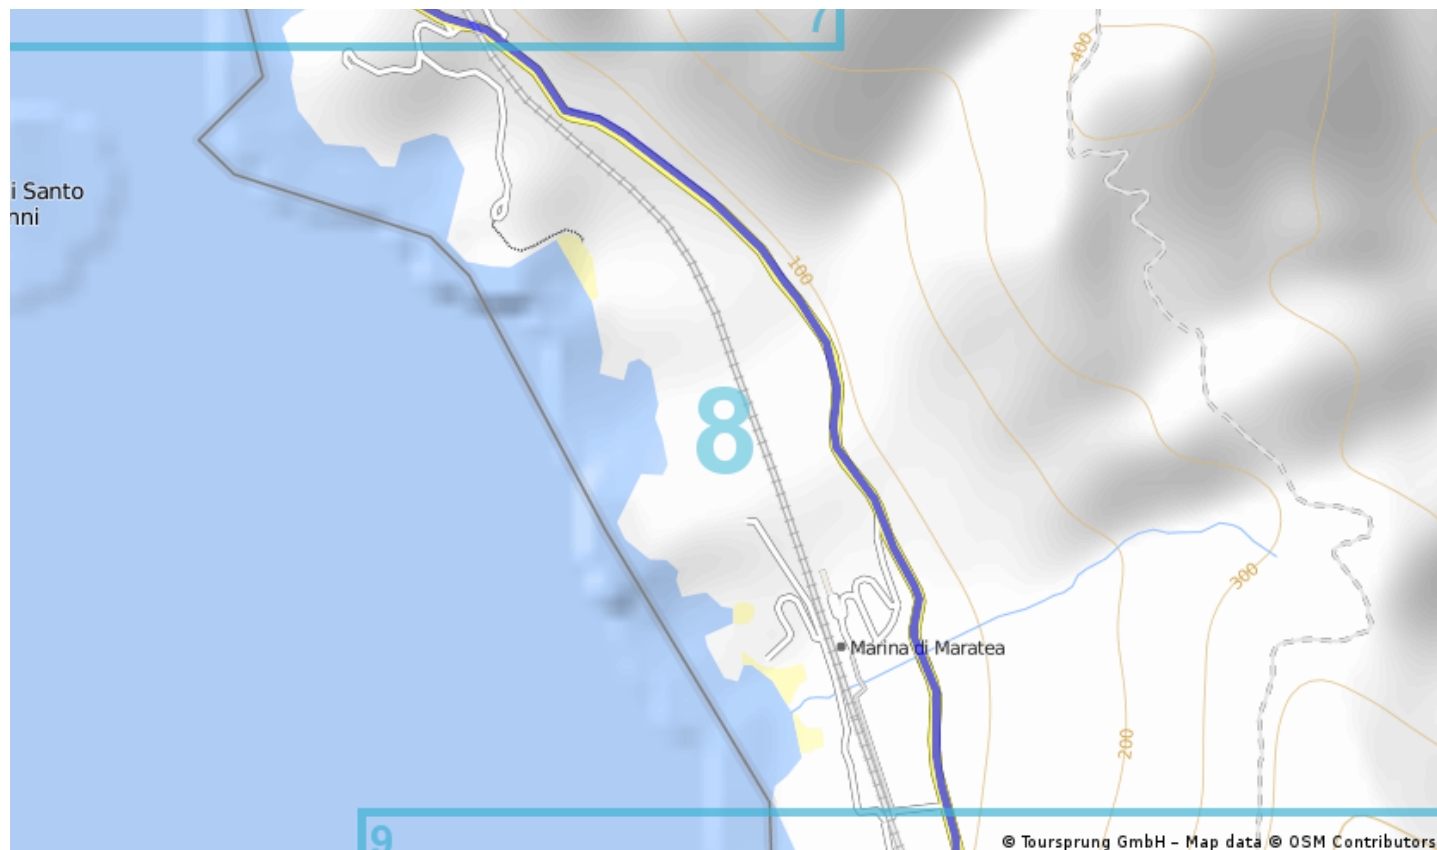 7
400
i Santo
nni
100
8
300
Marina di Maratea
200
9
© Toursprung GmbH – Map data © OSM Contributors